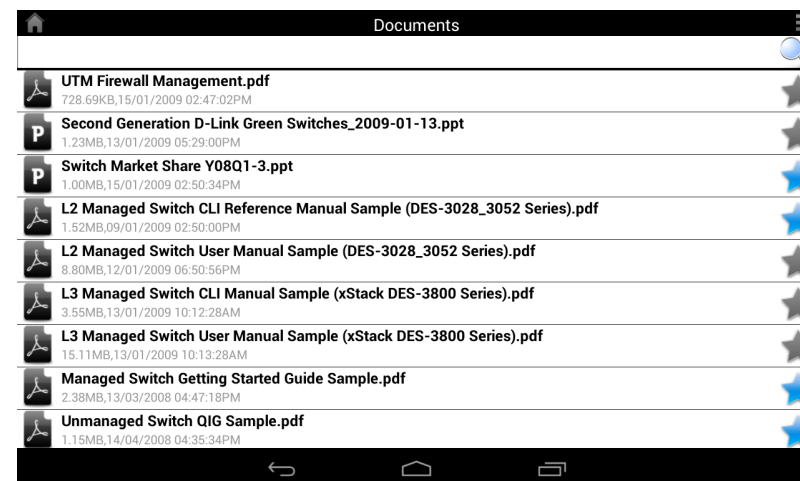 Documents
UTM Firewall Management.pdf
728.69KB,15/01/2009 02:47:02PM
P
Second Generation D-Link Green Switches_2009-01-13.ppt
1.23MB,13/01/2009 05:29:00PM
P
Switch Market Share Y08Q1-3.ppt
1.00MB,15/01/2009 02:50:34PM
L2 Managed Switch CLI Reference Manual Sample (DES-3028_3052 Series).pdf
1.52MB,09/01/2009 02:50:00PM
L2 Managed Switch User Manual Sample (DES-3028_3052 Series).pdf
8.80MB,12/01/2009 06:50:56PM
L3 Managed Switch CLI Manual Sample (xStack DES-3800 Series).pdf
3.55MB,13/01/2009 10:12:28AM
L3 Managed Switch User Manual Sample (xStack DES-3800 Series).pdf
15.11MB,13/01/2009 10:13:28AM
Managed Switch Getting Started Guide Sample.pdf
2.38MB,13/03/2008 04:47:18PM
Unmanaged Switch QIG Sample.pdf
1.15MB,14/04/2008 04:35:34PM